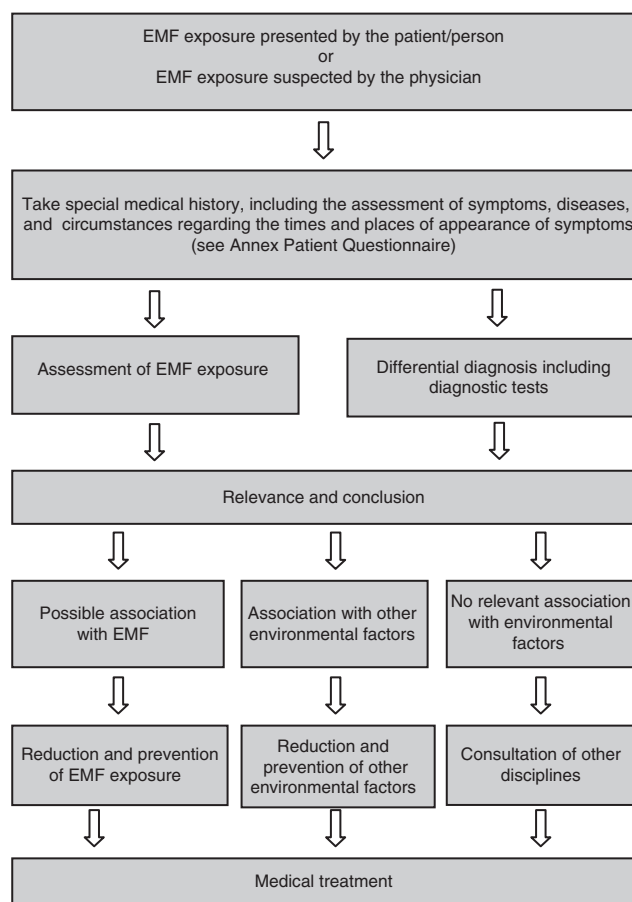 EMF exposure presented by the patient/person
or
EMF exposure suspected by the physician
Take special medical history, including the assessment of symptoms, diseases,
and circumstances regarding the times and places of appearance of symptoms
(see Annex Patient Questionnaire)
Assessment of EMF exposure
Differential diagnosis including
diagnostic tests
Relevance and conclusion
Possible association
with EMF
Association with other
environmental factors
No relevant association
with environmental
factors
Reduction and prevention
of EMF exposure
Reduction and
prevention of other
environmental factors
Consultation of other
disciplines
Medical treatment